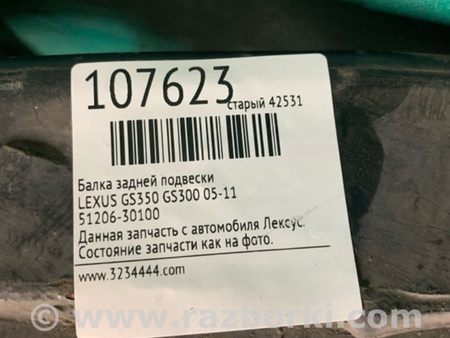 107623
старый 42531
Балка задней подвески
LEXUS GS350 GS300 05-11
51206-30100
Данная запчасть с автомобиля Лексус.
Состояние запчасти как на фото.
www.3234444.com
© www.razborki.com